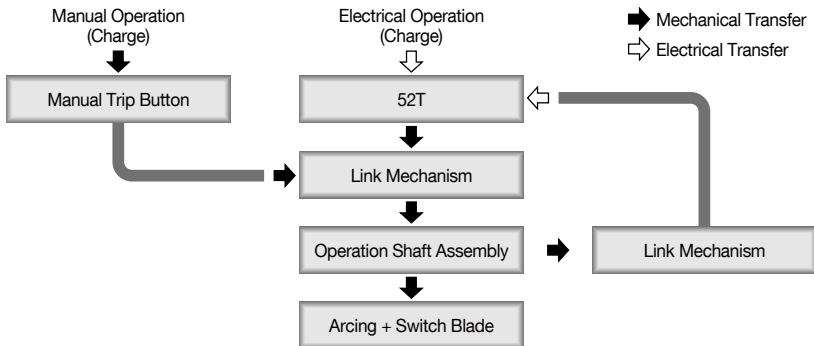 Manual Operation
(Charge)
Electrical Operation
(Charge)
Mechanical Transfer
Electrical Transfer
Manual Trip Button
52T
Link Mechanism
Operation Shaft Assembly
Link Mechanism
Arcing + Switch Blade